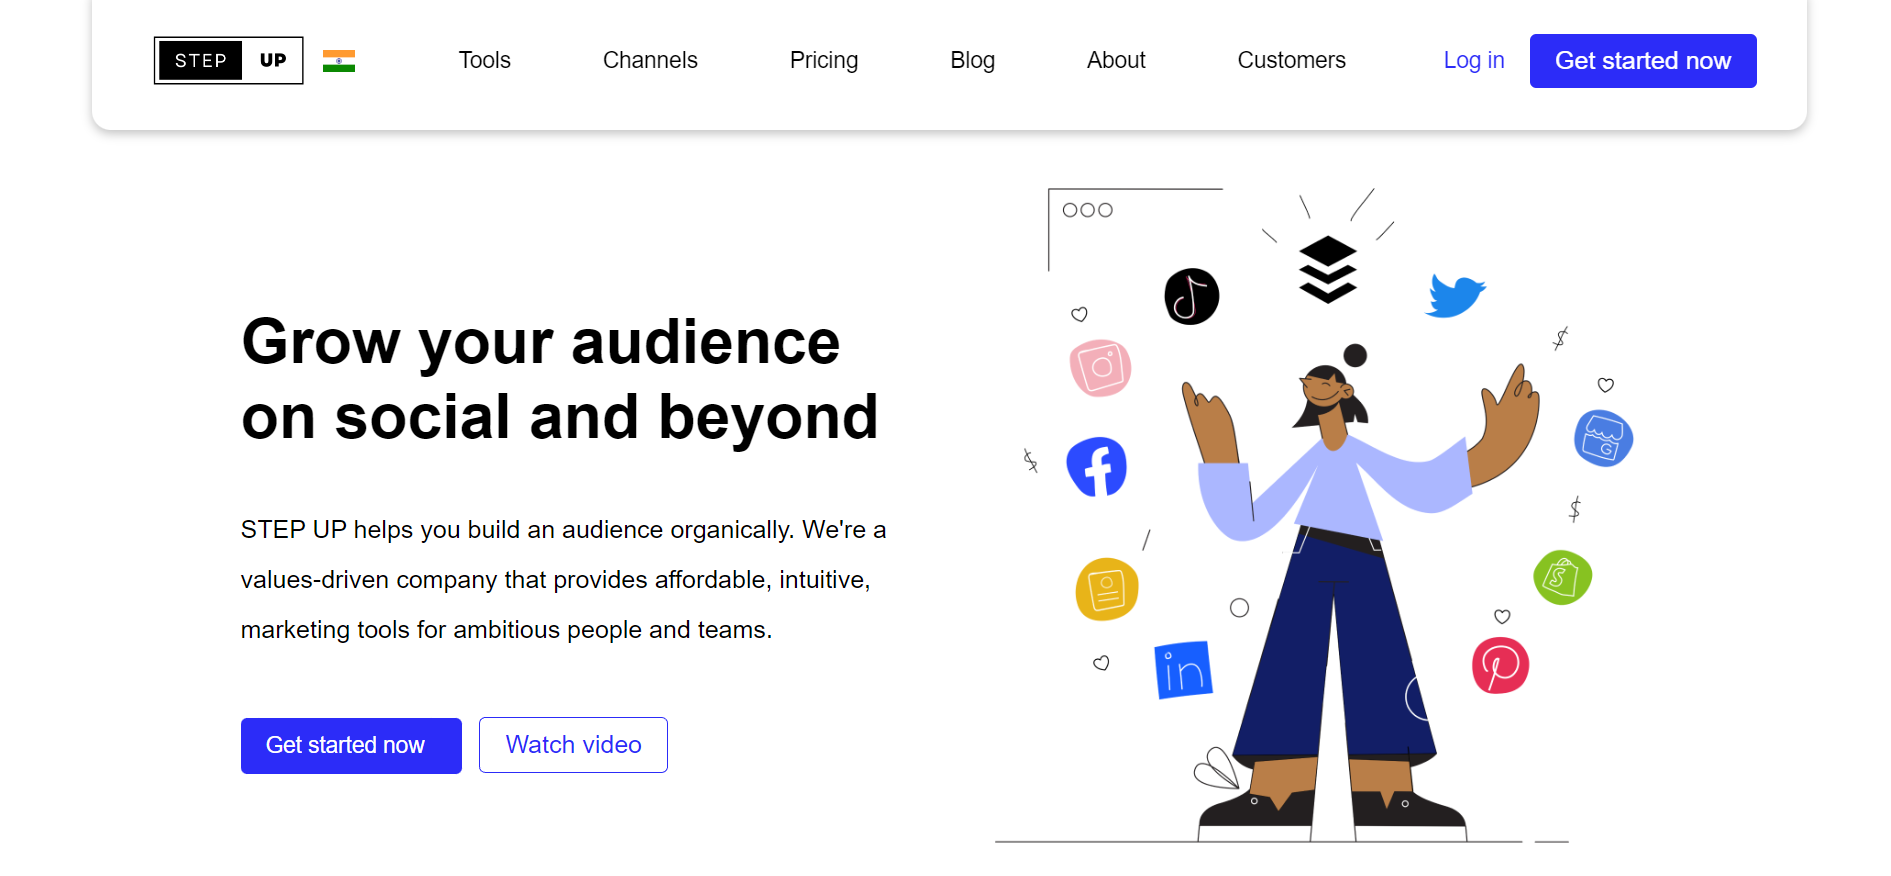 STEP UP
Tools Channels Pricing Blog About Customers Log in Get started now
Grow your audience
on social and beyond
STEP UP helps you build an audience organically. We're a
values-driven company that provides affordable, intuitive,
marketing tools for ambitious people and teams.
Get started now Watch video
in
G